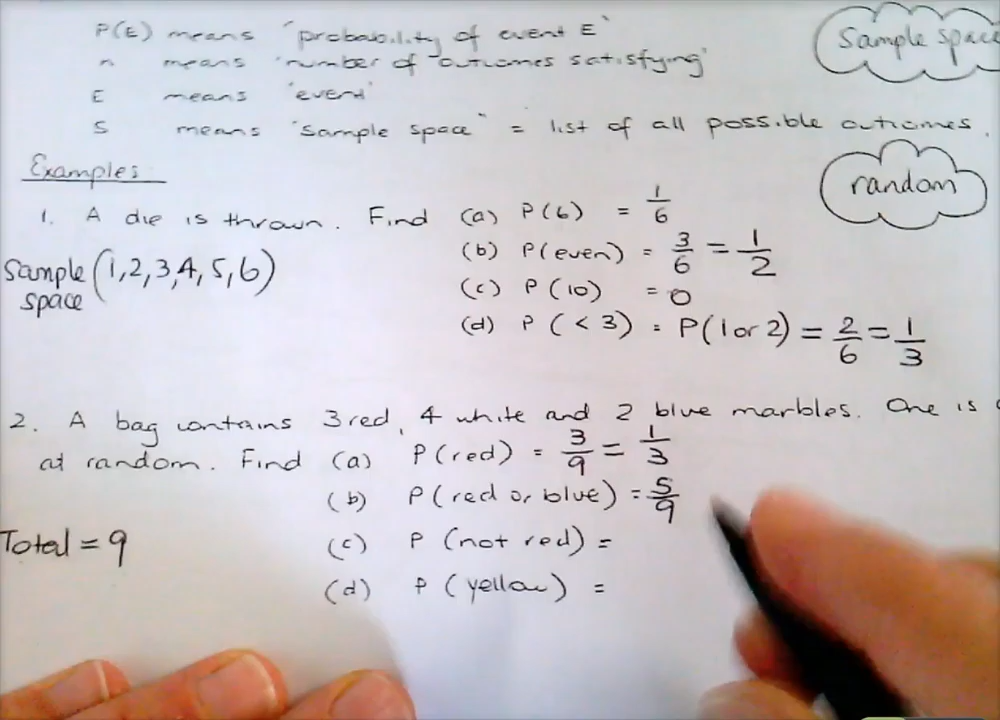 P(E) means 'probability of event E'
Sample space
n means 'number of outcomes satisfying'
E means 'event'
S means "sample space" = list of all possible outcomes.
random
Examples
1. A die is thrown. Find (a) P(6) = 1/6
(b) P(even) = 3/6 = 1/2
Sample space (1,2,3,4,5,6)
(c) P(10) = 0
(d) P(<3) = P(1 or 2) = 2/6 = 1/3
2. A bag contains 3 red, 4 white and 2 blue marbles. One is
at random. Find (a) P(red) = 3/9 = 1/3
(b) P(red or blue) = 5/9
Total = 9
(c) P(not red) =
(d) P(yellow) =